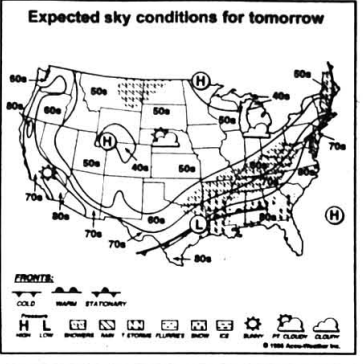 Expected sky conditions for tomorrow
60s
50s
50s
H
80s
60s
50s
50s
40s
H
40s
70s
50s
50s
50s
70s
80s
70s
60s
70s
L
80s
80s
H
FRONTS:
COLD WARM STATIONARY
Pressure
H L
HIGH LOW SHOWERS RAIN T STORMS FLURRIES SNOW ICE SUNNY PT CLOUDY CLOUDY
Accu-Weather Inc.